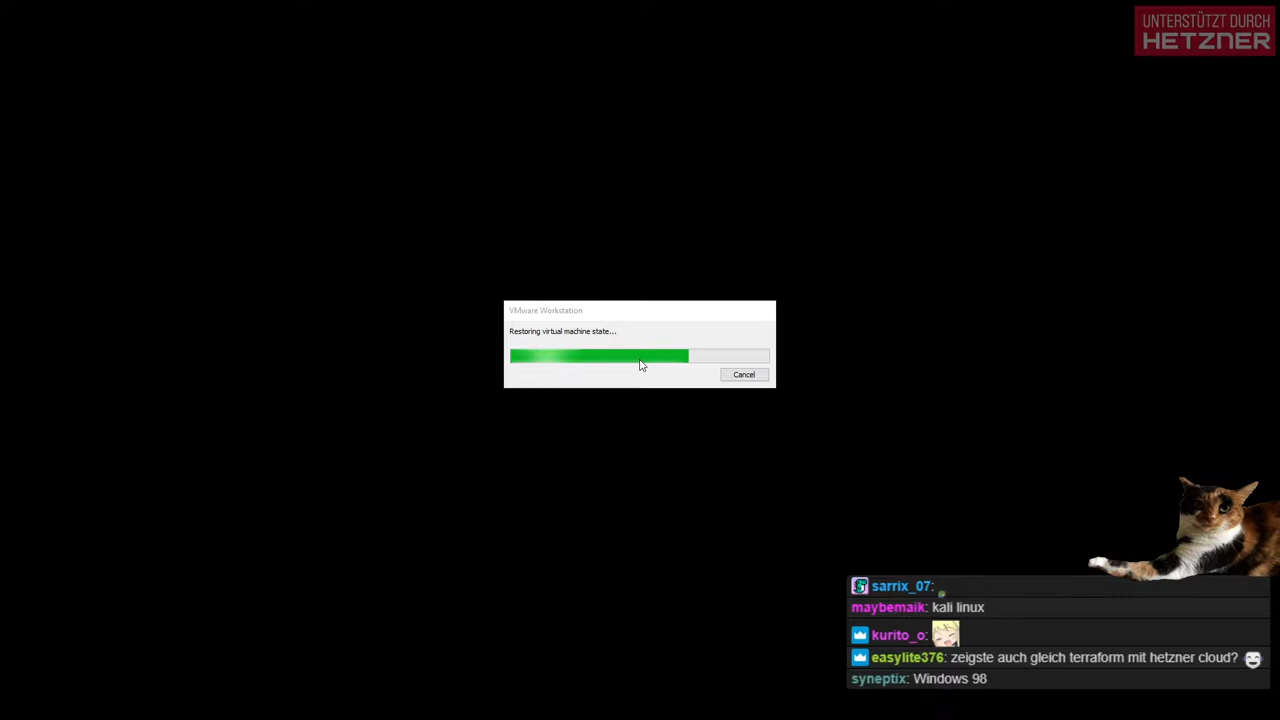 UNTERSTÜTZT DURCH
HETZNER
VMware Workstation
Restoring virtual machine state...
Cancel
sarrix_07:
maybemaik: kali linux
kurito_o:
easylite376: zeigste auch gleich terraform mit hetzner cloud?
syneptix: Windows 98